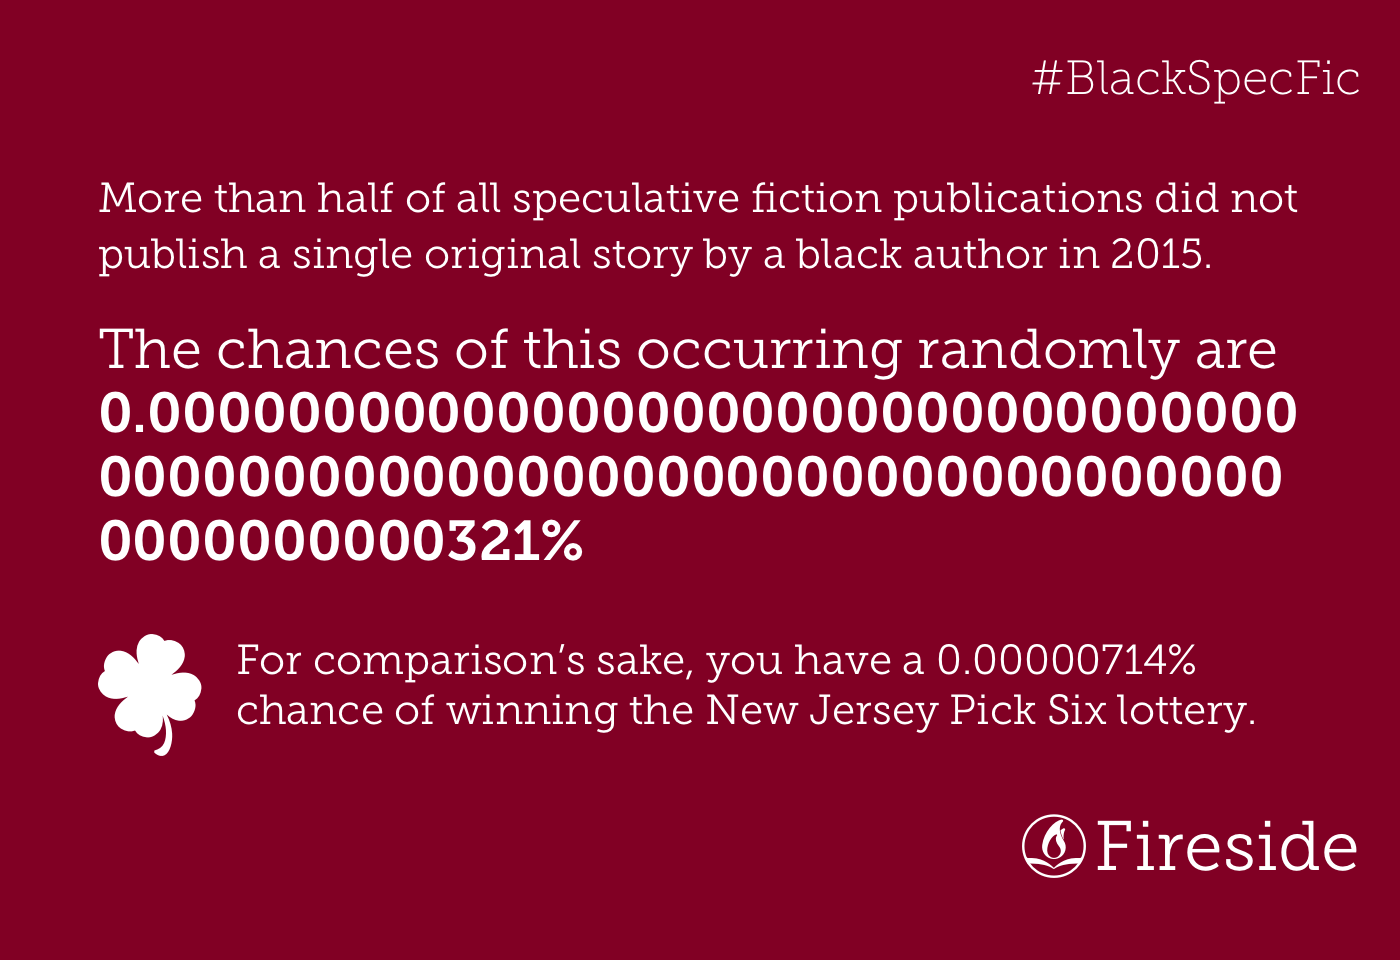 #BlackSpecFic
More than half of all speculative fiction publications did not
publish a single original story by a black author in 2015.
The chances of this occurring randomly are
0.000000000000000000000000000000000
0000000000000000000000000000000000
0000000000321%
For comparison’s sake, you have a 0.00000714%
chance of winning the New Jersey Pick Six lottery.
Fireside